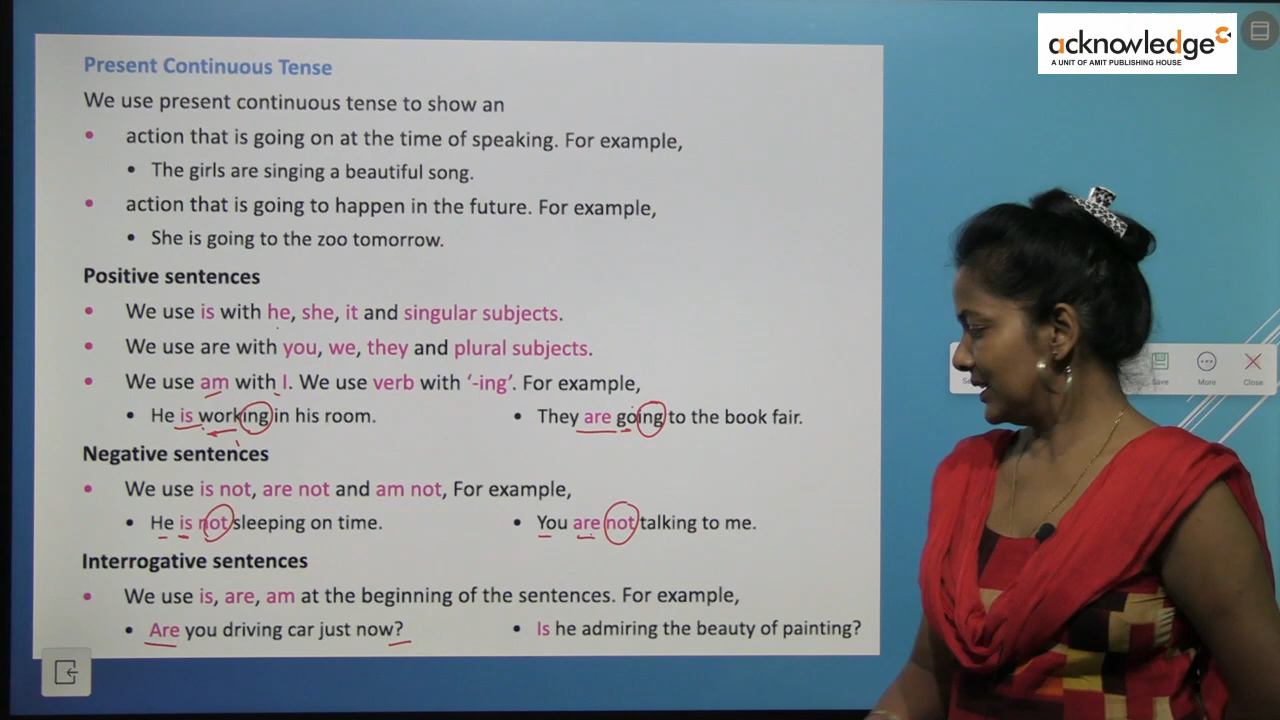 acknowledge
A UNIT OF AMIT PUBLISHING HOUSE
Present Continuous Tense
We use present continuous tense to show an
• action that is going on at the time of speaking. For example,
• The girls are singing a beautiful song.
• action that is going to happen in the future. For example,
• She is going to the zoo tomorrow.
Positive sentences
• We use is with he, she, it and singular subjects.
• We use are with you, we, they and plural subjects.
• We use am with I. We use verb with ‘-ing’. For example,
• He is working in his room. • They are going to the book fair.
Negative sentences
• We use is not, are not and am not, For example,
• He is not sleeping on time. • You are not talking to me.
Interrogative sentences
• We use is, are, am at the beginning of the sentences. For example,
• Are you driving car just now? • Is he admiring the beauty of painting?
Save More Close